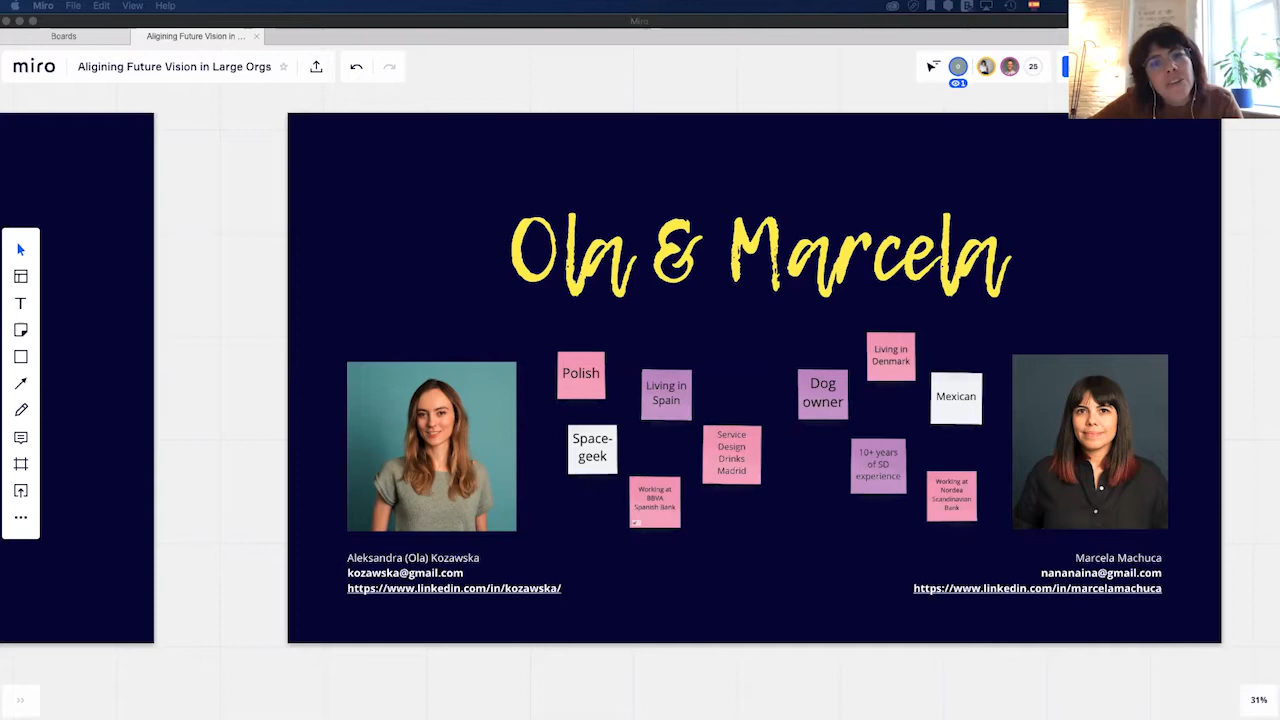 Miro File Edit View Help
Miro
Boards
Aligining Future Vision in ...
miro
Aligining Future Vision in Large Orgs
25
1
Ola & Marcela
Polish
Living in
Spain
Space-
geek
Service
Design
Drinks
Madrid
Working at
BBVA
Spanish Bank
Dog
owner
Living in
Denmark
Mexican
10+ years
of SD
experience
Working at
Nordea
Scandinavian
Bank
Aleksandra (Ola) Kozawska
kozawska@gmail.com
https://www.linkedin.com/in/kozawska/
Marcela Machuca
nananaina@gmail.com
https://www.linkedin.com/in/marcelamachuca
31%